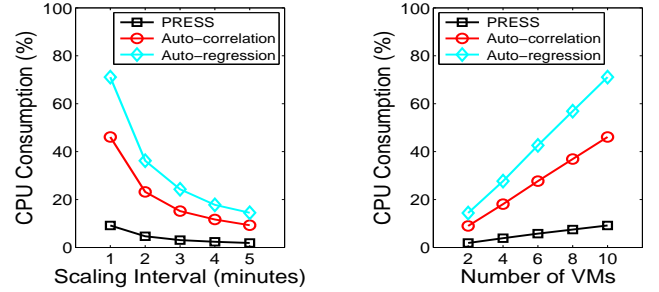 100
80
60
40
20
0
CPU Consumption (%)
PRESS
Auto−correlation
Auto−regression
1 2 3 4 5
Scaling Interval (minutes)
100
80
60
40
20
0
CPU Consumption (%)
PRESS
Auto−correlation
Auto−regression
2 4 6 8 10
Number of VMs